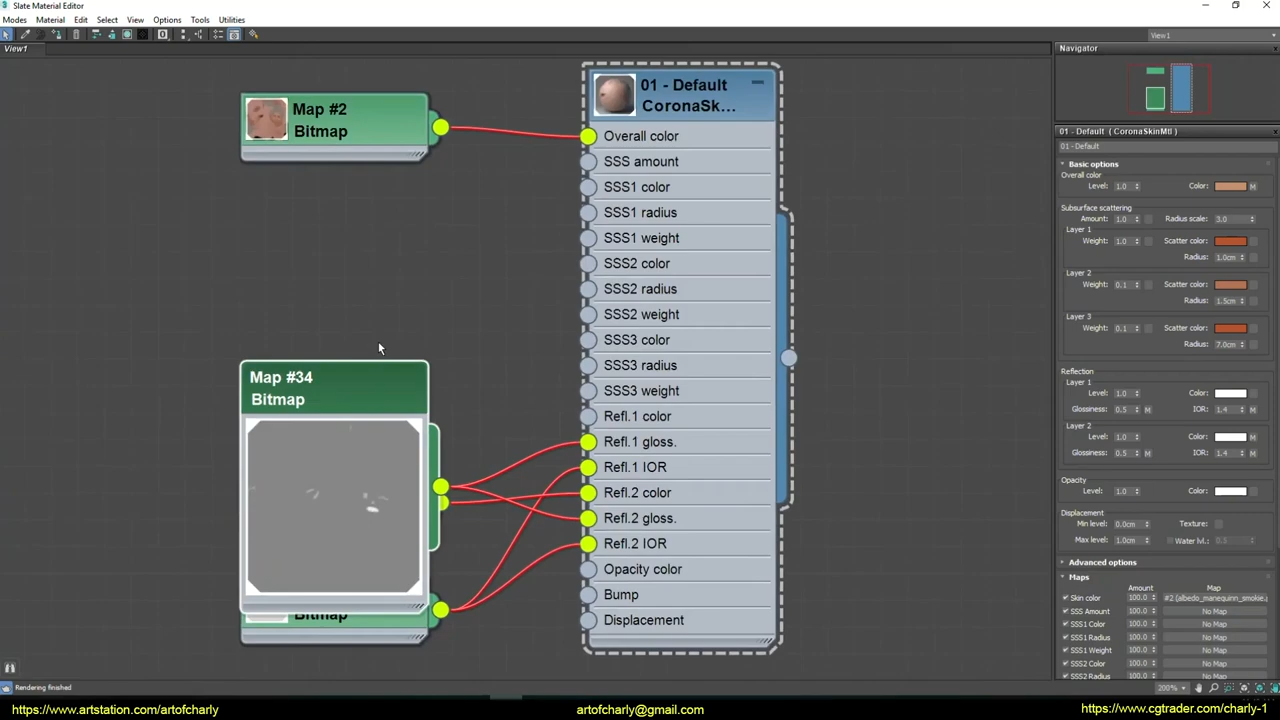 Slate Material Editor
Modes Material Edit Select View Options Tools Utilities
View1
View1
Map #2
Bitmap
01 - Default
CoronaSk...
Overall color
SSS amount
SSS1 color
SSS1 radius
SSS1 weight
SSS2 color
SSS2 radius
SSS2 weight
SSS3 color
SSS3 radius
SSS3 weight
Refl.1 color
Refl.1 gloss.
Refl.1 IOR
Refl.2 color
Refl.2 gloss.
Refl.2 IOR
Opacity color
Bump
Displacement
Map #34
Bitmap
Bitmap
Navigator
01 - Default ( CoronaSkinMtl )
01 - Default
Basic options
Overall color
Level: 1.0 Color: M
Subsurface scattering
Amount: 1.0 Radius scale: 3.0
Layer 1
Weight: 1.0 Scatter color:
Radius: 1.0cm
Layer 2
Weight: 0.1 Scatter color:
Radius: 1.5cm
Layer 3
Weight: 0.1 Scatter color:
Radius: 7.0cm
Reflection
Layer 1
Level: 1.0 Color:
Glossiness: 0.5 M IOR: 1.4 M
Layer 2
Level: 1.0 Color: M
Glossiness: 0.5 M IOR: 1.4 M
Opacity
Level: 1.0 Color:
Displacement
Min level: 0.0cm Texture:
Max level: 1.0cm Water lvl.: 0.5
Advanced options
Maps
Amount Map
Skin color 100.0 #2 (albedo_manequinn_smokie.p
SSS Amount 100.0 No Map
SSS1 Color 100.0 No Map
SSS1 Radius 100.0 No Map
SSS1 Weight 100.0 No Map
SSS2 Color 100.0 No Map
SSS2 Radius 100.0 No Map
Rendering finished
200%
https://www.artstation.com/artofcharly
artofcharly@gmail.com
https://www.cgtrader.com/charly-1